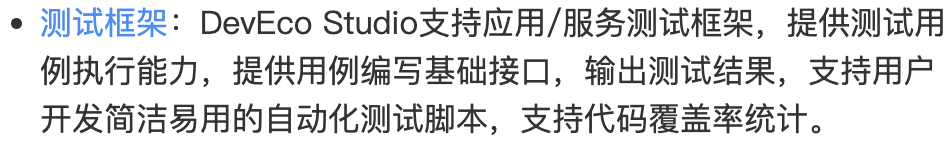 • 测试框架：DevEco Studio支持应用/服务测试框架，提供测试用
例执行能力，提供用例编写基础接口，输出测试结果，支持用户
开发简洁易用的自动化测试脚本，支持代码覆盖率统计。